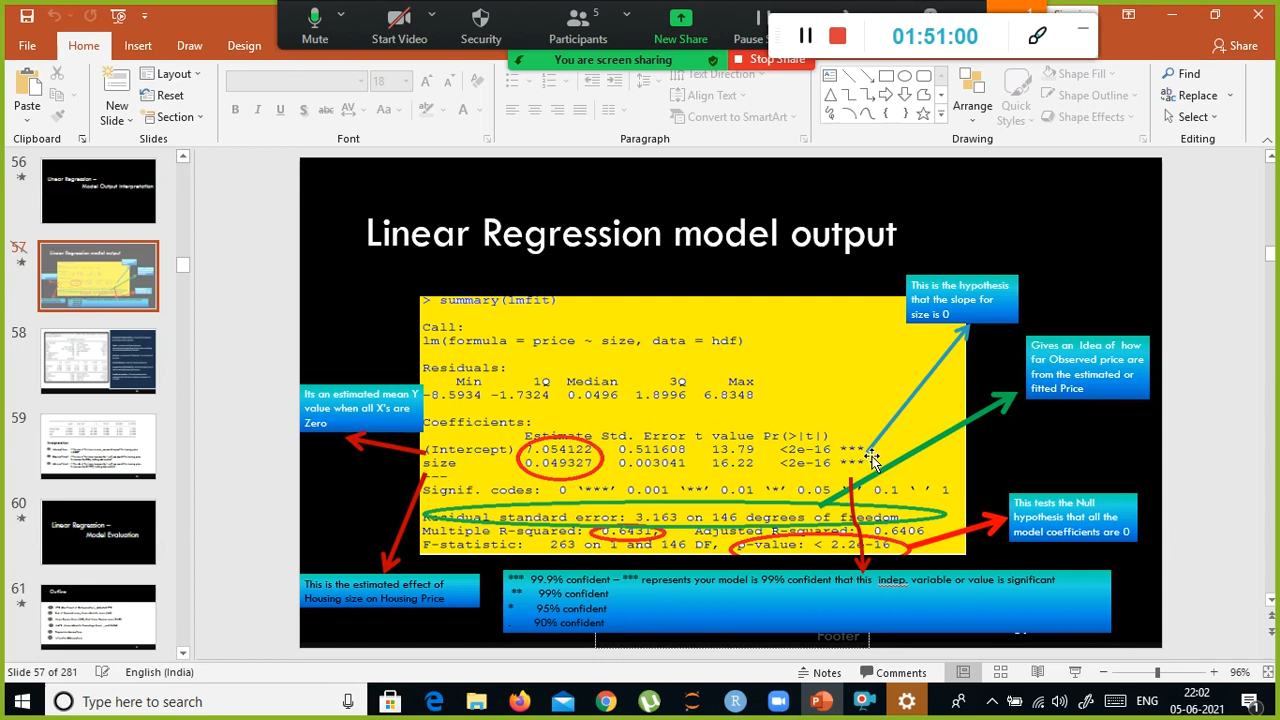 Mute
Start Video
Security
5
Participants
New Share
Pause S
You are screen sharing
Stop Share
01:51:00
File
Home
Insert
Draw
Design
Share
Paste
Clipboard
New
Slide
Layout
Reset
Section
Slides
18
Font
Text Direction
Align Text
Convert to SmartArt
Paragraph
Arrange
Quick
Styles
Shape Fill
Shape Outline
Shape Effects
Drawing
Find
Replace
Select
Editing
56
Linear Regression –
Model Output Interpretation
57
Linear Regression model output
58
59
60
Linear Regression –
Model Evaluation
61
Outline
Linear Regression model output
> summary(lmfit)
Call:
lm(formula = price ~ size, data = hdf)
Residuals:
Min 1Q Median 3Q Max
-8.5934 -1.7324 0.0496 1.8996 6.8348
Coefficients:
Estimate Std. Error t value Pr(>|t|)
(Intercept) 7.054122 0.511608 13.79 <2e-16 ***
size 0.049327 0.003041 16.22 <2e-16 ***
---
Signif. codes: 0 '***' 0.001 '**' 0.01 '*' 0.05 '.' 0.1 ' ' 1
Residual standard error: 3.163 on 146 degrees of freedom
Multiple R-squared: 0.6431, Adjusted R-squared: 0.6406
F-statistic: 263 on 1 and 146 DF, p-value: < 2.2e-16
This is the hypothesis
that the slope for
size is 0
Gives an Idea of how
far Observed price are
from the estimated or
fitted Price
Its an estimated mean Y
value when all X's are
Zero
This tests the Null
hypothesis that all the
model coefficients are 0
This is the estimated effect of
Housing size on Housing Price
*** 99.9% confident – *** represents your model is 99% confident that this indep. variable or value is significant
** 99% confident
* 95% confident
. 90% confident
Footer
Slide 57 of 281
English (India)
Notes
Comments
96%
Type here to search
ENG
22:02
05-06-2021
1